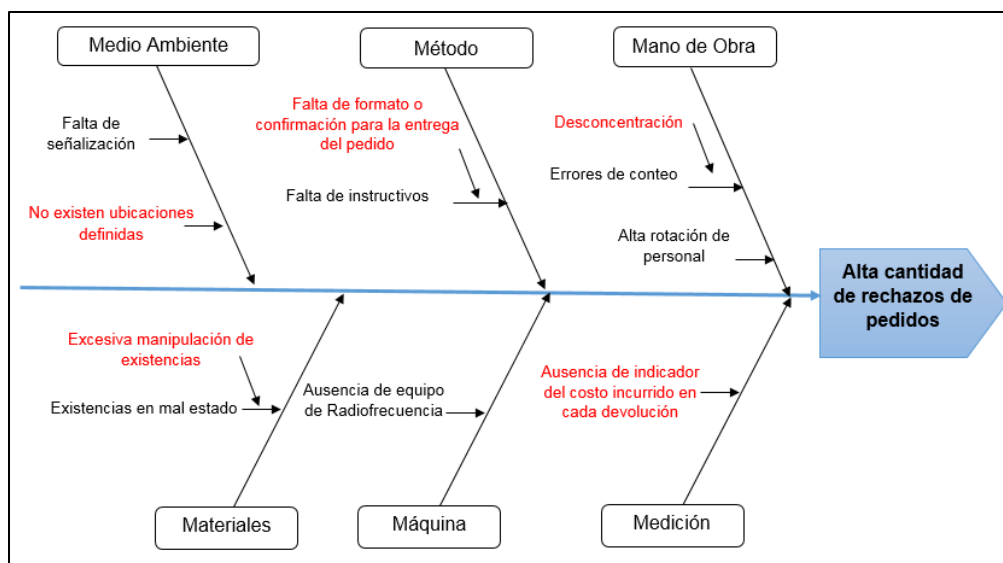 Medio Ambiente
Método
Mano de Obra
Falta de
señalización
No existen ubicaciones
definidas
Falta de formato o
confirmación para la entrega
del pedido
Falta de instructivos
Desconcentración
Errores de conteo
Alta rotación de
personal
Alta cantidad
de rechazos de
pedidos
Excesiva manipulación de
existencias
Existencias en mal estado
Ausencia de equipo
de Radiofrecuencia
Ausencia de indicador
del costo incurrido en
cada devolución
Materiales
Máquina
Medición